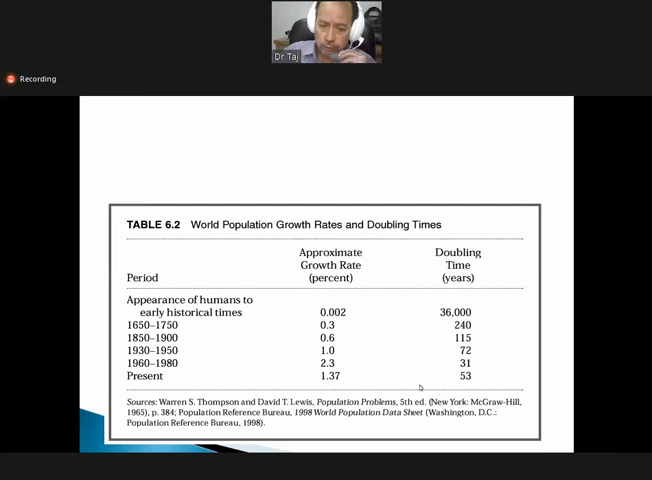 Dr Taj
Recording
TABLE 6.2 World Population Growth Rates and Doubling Times
Approximate Doubling
Growth Rate Time
Period (percent) (years)
Appearance of humans to
early historical times 0.002 36,000
1650–1750 0.3 240
1850–1900 0.6 115
1930–1950 1.0 72
1960–1980 2.3 31
Present 1.37 53
Sources: Warren S. Thompson and David T. Lewis, Population Problems, 5th ed. (New York: McGraw-Hill,
1965), p. 384; Population Reference Bureau, 1998 World Population Data Sheet (Washington, D.C.:
Population Reference Bureau, 1998).